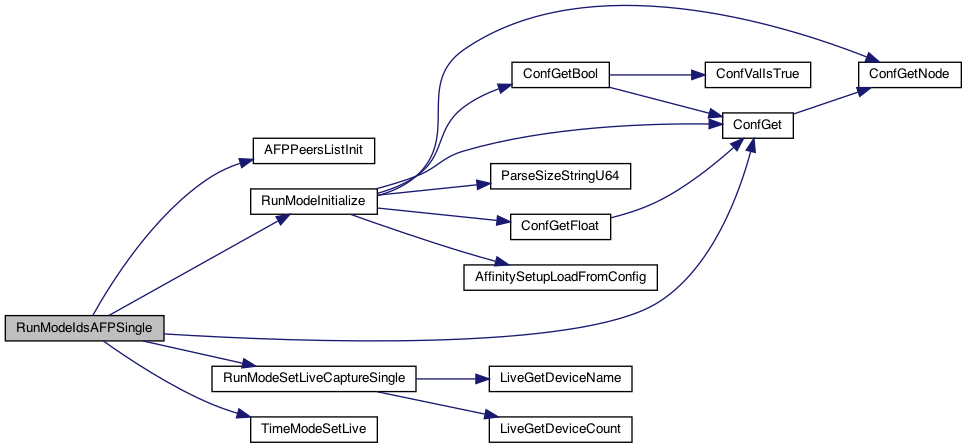 ConfGetBool
ConfValIsTrue
ConfGetNode
ConfGet
AFPPeersListInit
ParseSizeStringU64
RunModeInitialize
ConfGetFloat
AffinitySetupLoadFromConfig
RunModeIdsAFPSingle
RunModeSetLiveCaptureSingle
LiveGetDeviceName
TimeModeSetLive
LiveGetDeviceCount